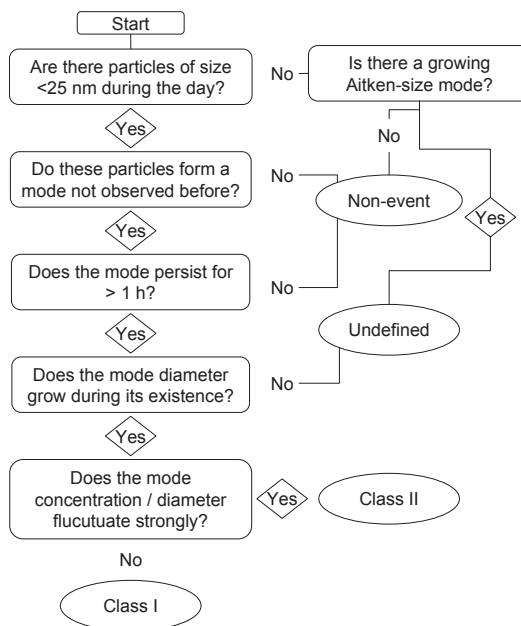 Start
Are there particles of size
<25 nm during the day?
No
Is there a growing
Aitken-size mode?
Yes
No
Do these particles form a
mode not observed before?
No
Non-event
Yes
Yes
Does the mode persist for
> 1 h?
No
Undefined
Yes
Does the mode diameter
grow during its existence?
No
Yes
Does the mode
concentration / diameter
flucutuate strongly?
Yes
Class II
No
Class I